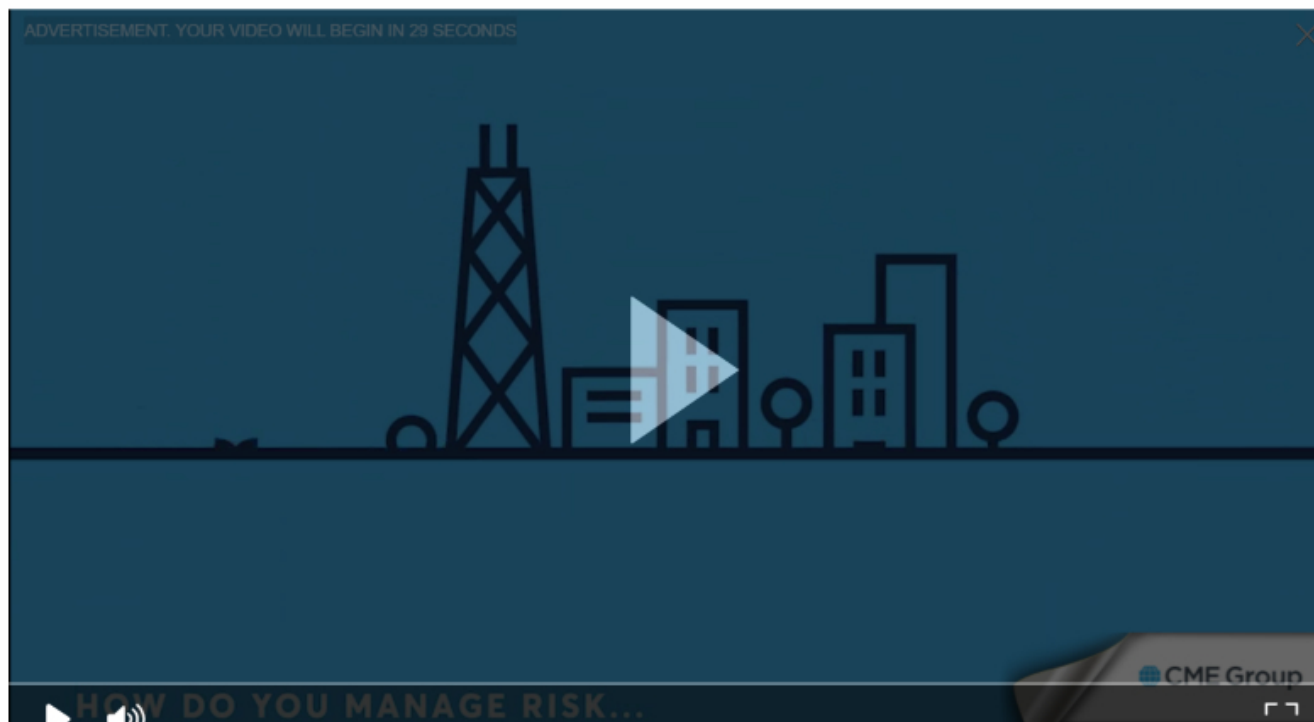 ADVERTISEMENT. YOUR VIDEO WILL BEGIN IN 29 SECONDS
CME Group
HOW DO YOU MANAGE RISK...